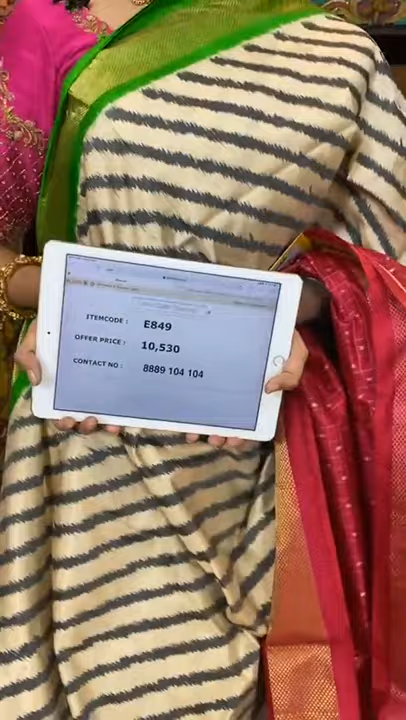 ITEMCODE : E849
OFFER PRICE : 10,530
CONTACT NO : 8889 104 104